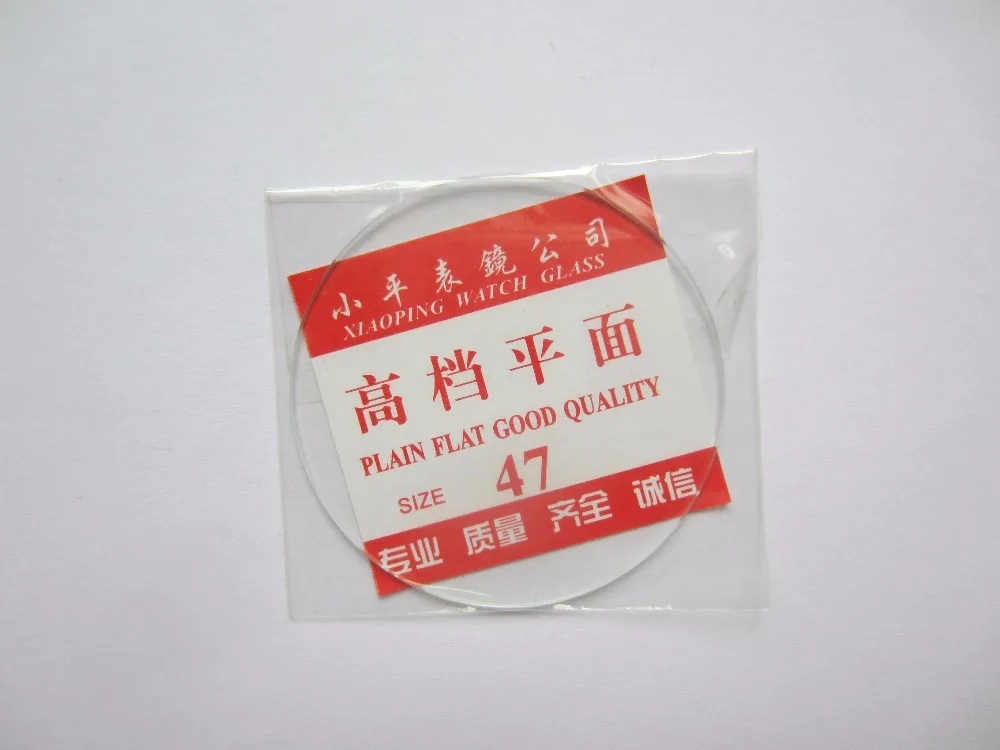 小平表鏡公司
XIAOPING WATCH GLASS
高档平面
PLAIN FLAT GOOD QUALITY
SIZE 47
专业 质量 齐全 诚信